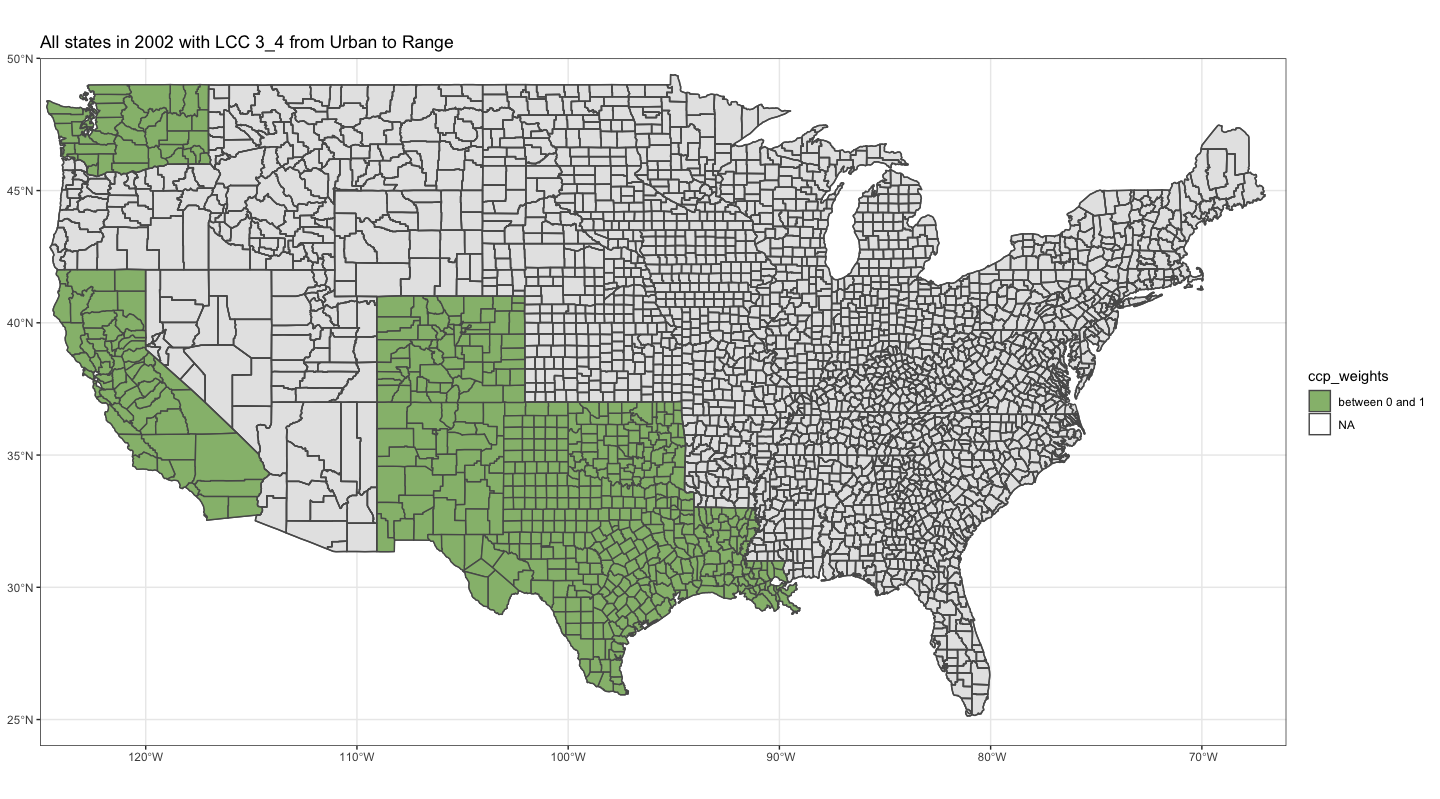 All states in 2002 with LCC 3_4 from Urban to Range
50°N
45°N
40°N
35°N
30°N
25°N
120°W 110°W 100°W 90°W 80°W 70°W
ccp_weights
between 0 and 1
NA